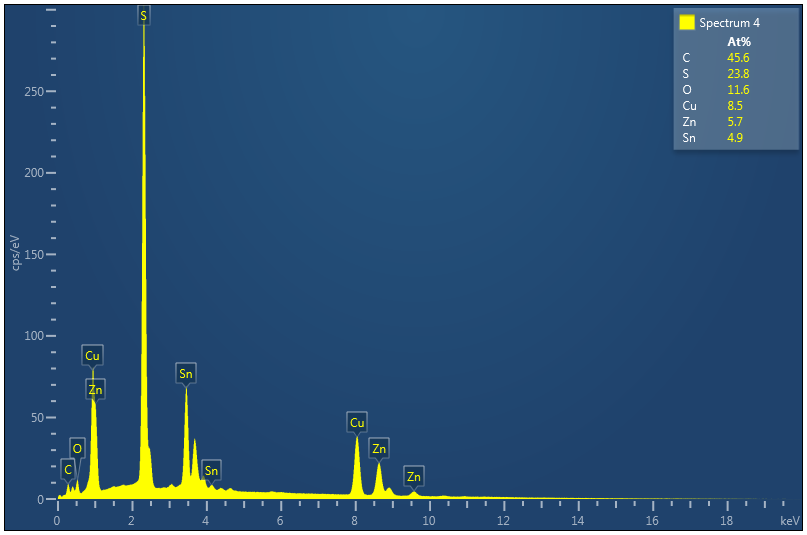 S
Spectrum 4
At%
C 45.6
S 23.8
O 11.6
Cu 8.5
Zn 5.7
Sn 4.9
250
200
150
cps/eV
100
Cu
Sn
Zn
50
Cu
O
Zn
C
Sn
Zn
0
0 2 4 6 8 10 12 14 16 18 keV